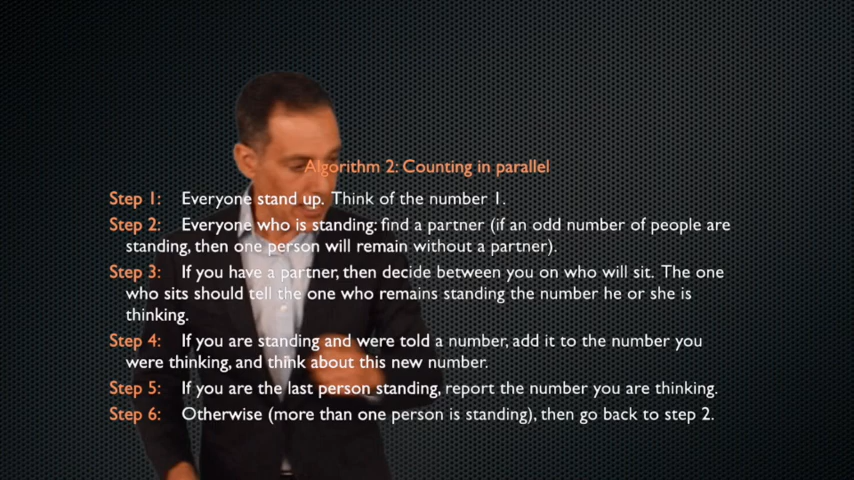 Algorithm 2: Counting in parallel
Step 1: Everyone stand up. Think of the number 1.
Step 2: Everyone who is standing: find a partner (if an odd number of people are
standing, then one person will remain without a partner).
Step 3: If you have a partner, then decide between you on who will sit. The one
who sits should tell the one who remains standing the number he or she is
thinking.
Step 4: If you are standing and were told a number, add it to the number you
were thinking, and think about this new number.
Step 5: If you are the last person standing, report the number you are thinking.
Step 6: Otherwise (more than one person is standing), then go back to step 2.